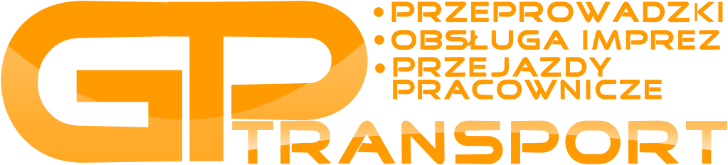 GP
TRANSPORT
• PRZEPROWADZKI
• OBSŁUGA IMPREZ
• PRZEJAZDY
PRACOWNICZE